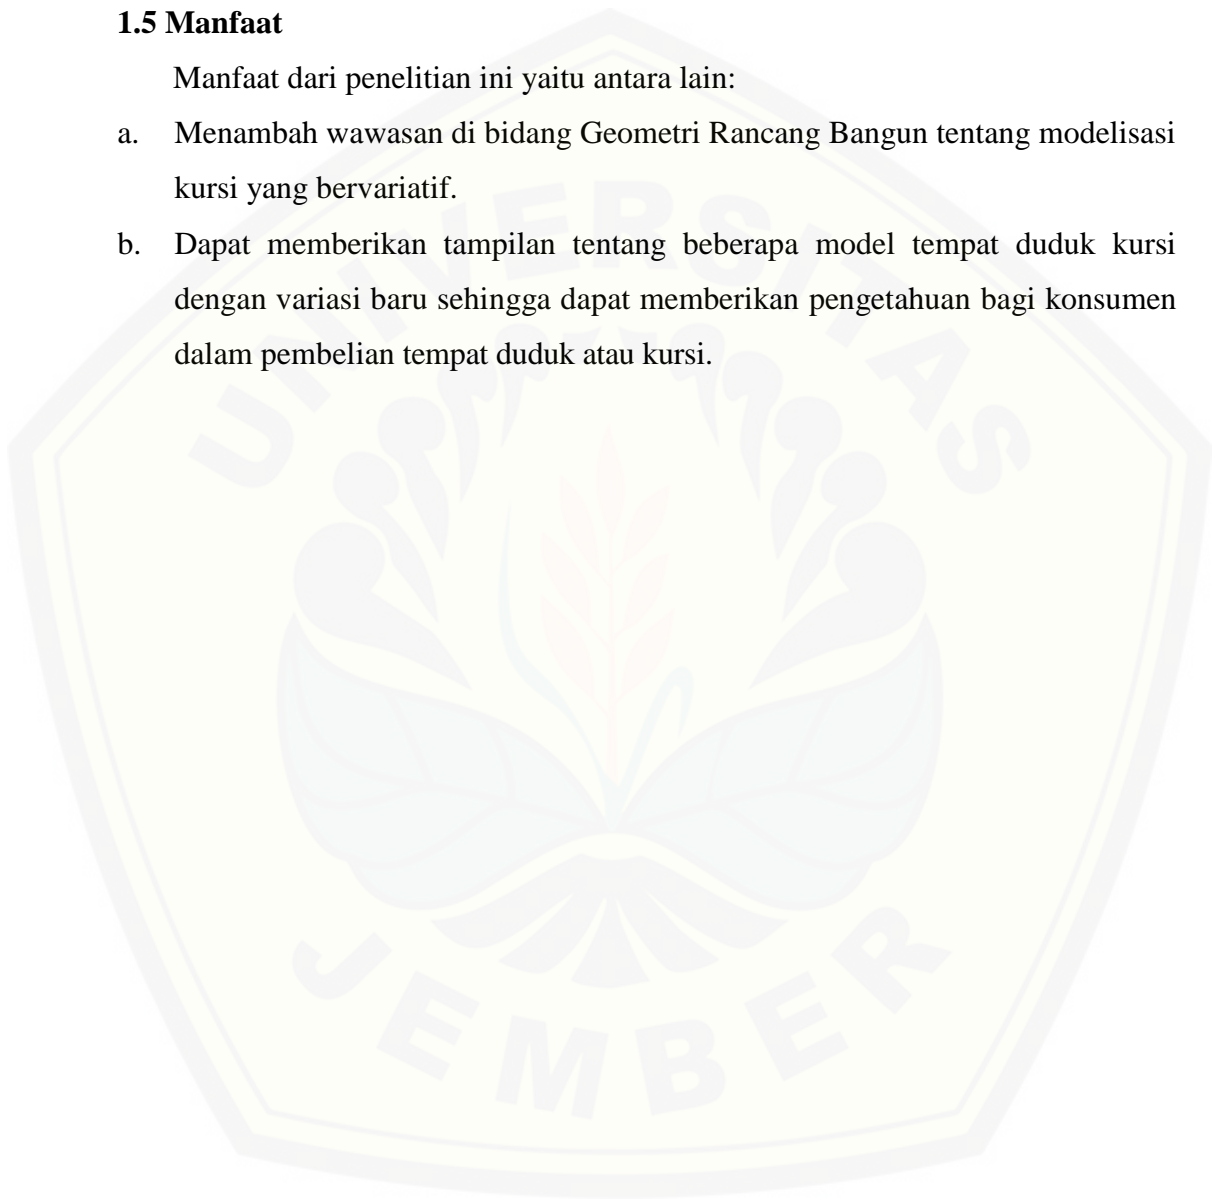 1.5 Manfaat
Manfaat dari penelitian ini yaitu antara lain:
a. Menambah wawasan di bidang Geometri Rancang Bangun tentang modelisasi
kursi yang bervariatif.
b. Dapat memberikan tampilan tentang beberapa model tempat duduk kursi
dengan variasi baru sehingga dapat memberikan pengetahuan bagi konsumen
dalam pembelian tempat duduk atau kursi.
UNIVERSITAS
JEMBER